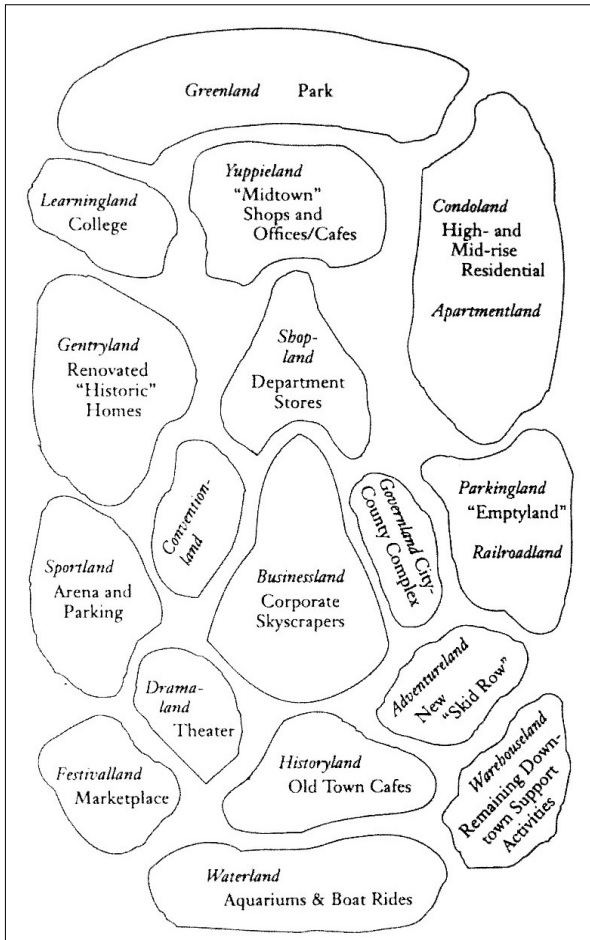 Greenland Park
Learningland
College
Yuppieland
"Midtown"
Shops and
Offices/Cafes
Condoland
High- and
Mid-rise
Residential
Apartmentland
Gentryland
Renovated
"Historic"
Homes
Shop-
land
Department
Stores
Convention-
land
Governland City-
County Complex
Parkingland
"Emptyland"
Railroadland
Sportland
Arena and
Parking
Businessland
Corporate
Skyscrapers
Drama-
land
Theater
Adventureland
New
"Skid Row"
Festivalland
Marketplace
Historyland
Old Town Cafes
Warehouseland
Remaining Down-
town Support
Activities
Waterland
Aquariums & Boat Rides